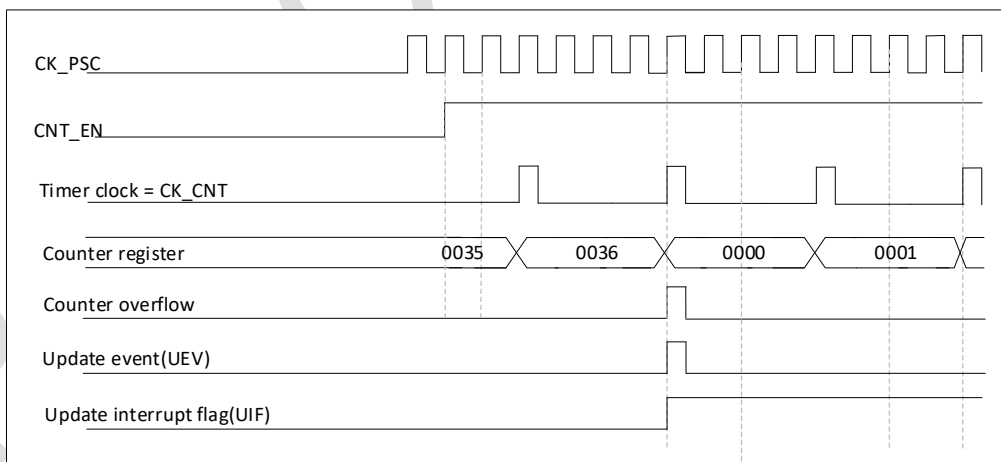 CK_PSC
CNT_EN
Timer clock = CK_CNT
Counter register 0035 0036 0000 0001
Counter overflow
Update event(UEV)
Update interrupt flag(UIF)